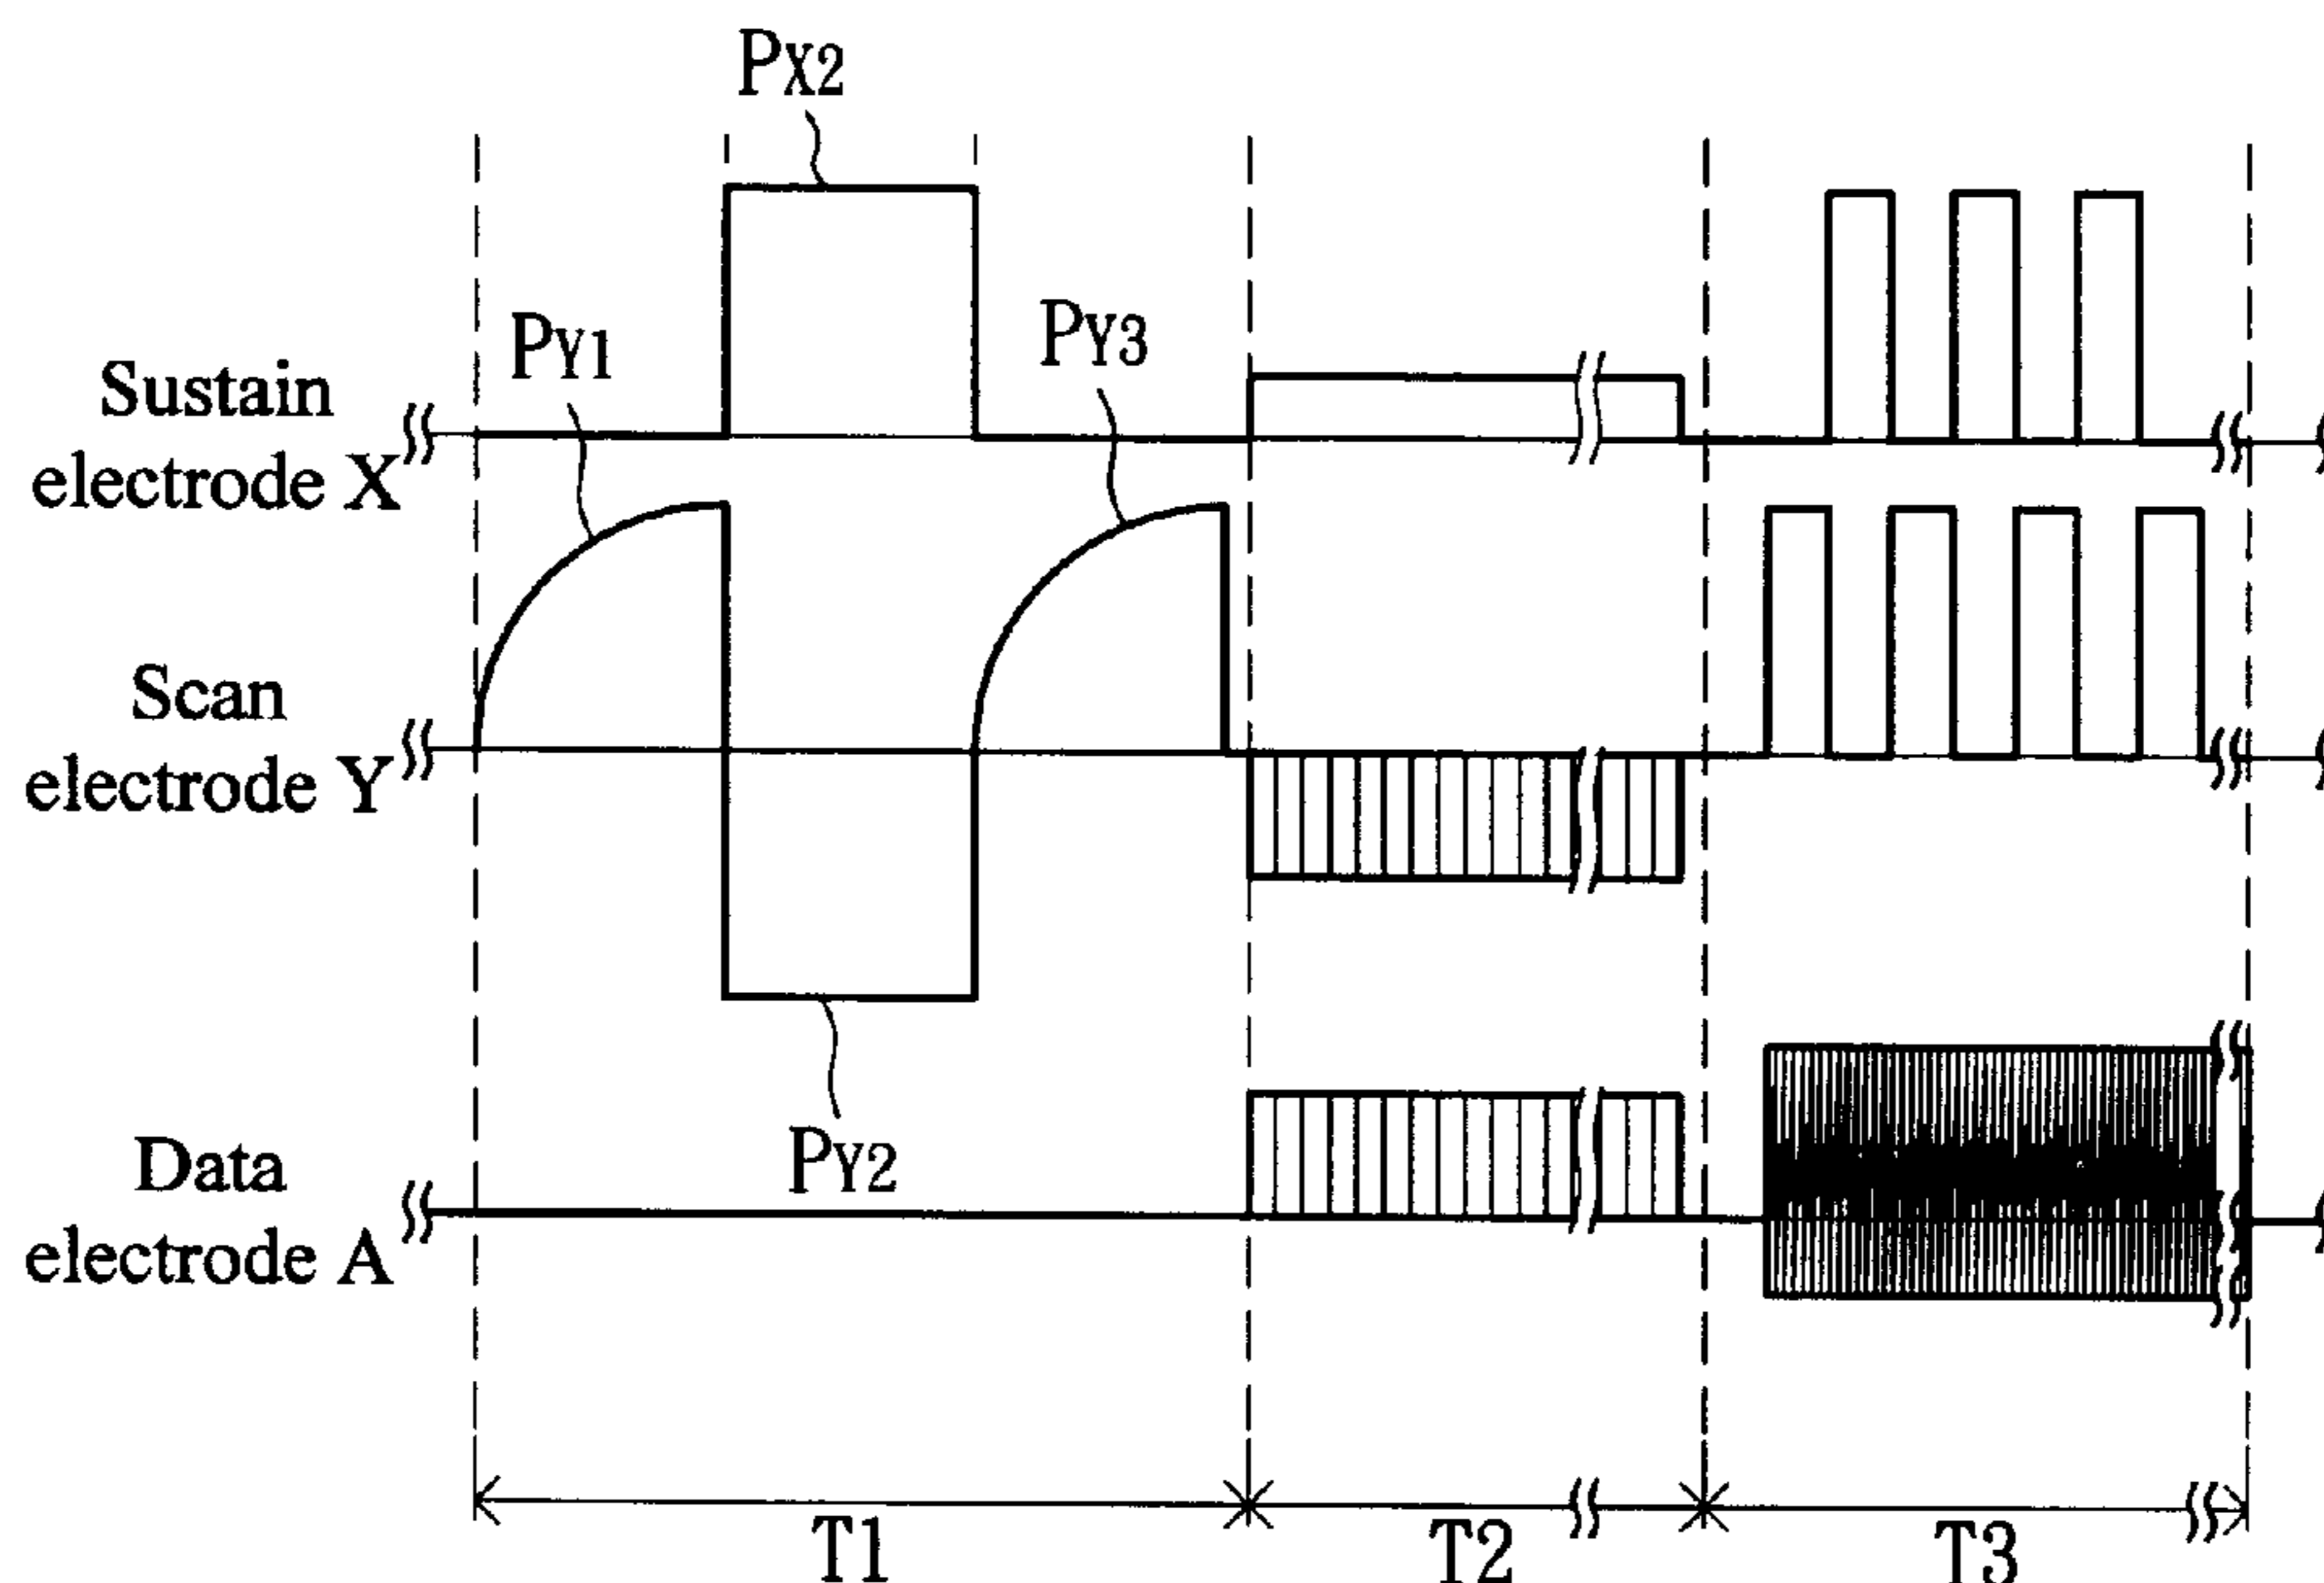 PX2
PY1
PY3
Sustain
electrode X
Scan
electrode Y
PY2
Data
electrode A
T1
T2
T3